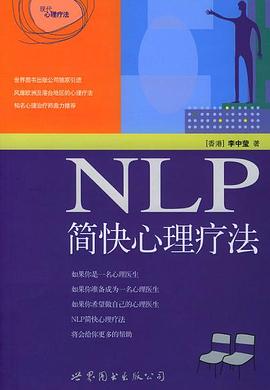 现代
心理疗法
世界图书出版公司独家引进
风靡欧洲及港台地区的心理疗法
知名心理治疗师鼎力推荐
[香港] 李中莹 著
NLP
简快心理疗法
如果你是一名心理医生
如果你准备成为一名心理医生
如果你希望做自己的心理医生
NLP简快心理疗法
将会给你更多的帮助
世界图书出版公司